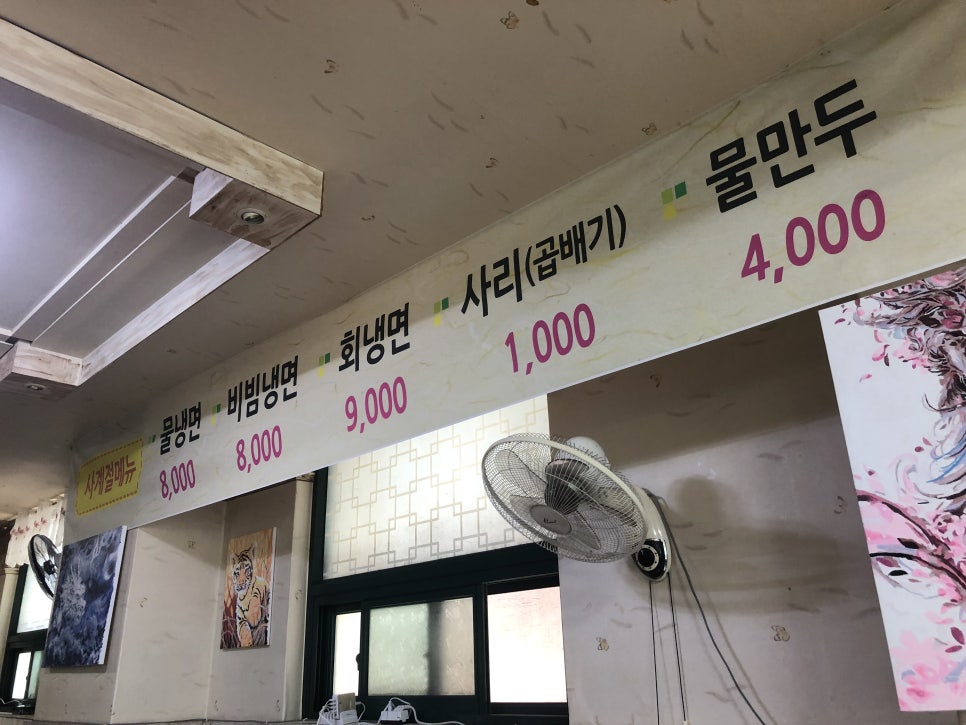 사계절메뉴
물냉면
8,000
비빔냉면
8,000
회냉면
9,000
사리(곱배기)
1,000
물만두
4,000